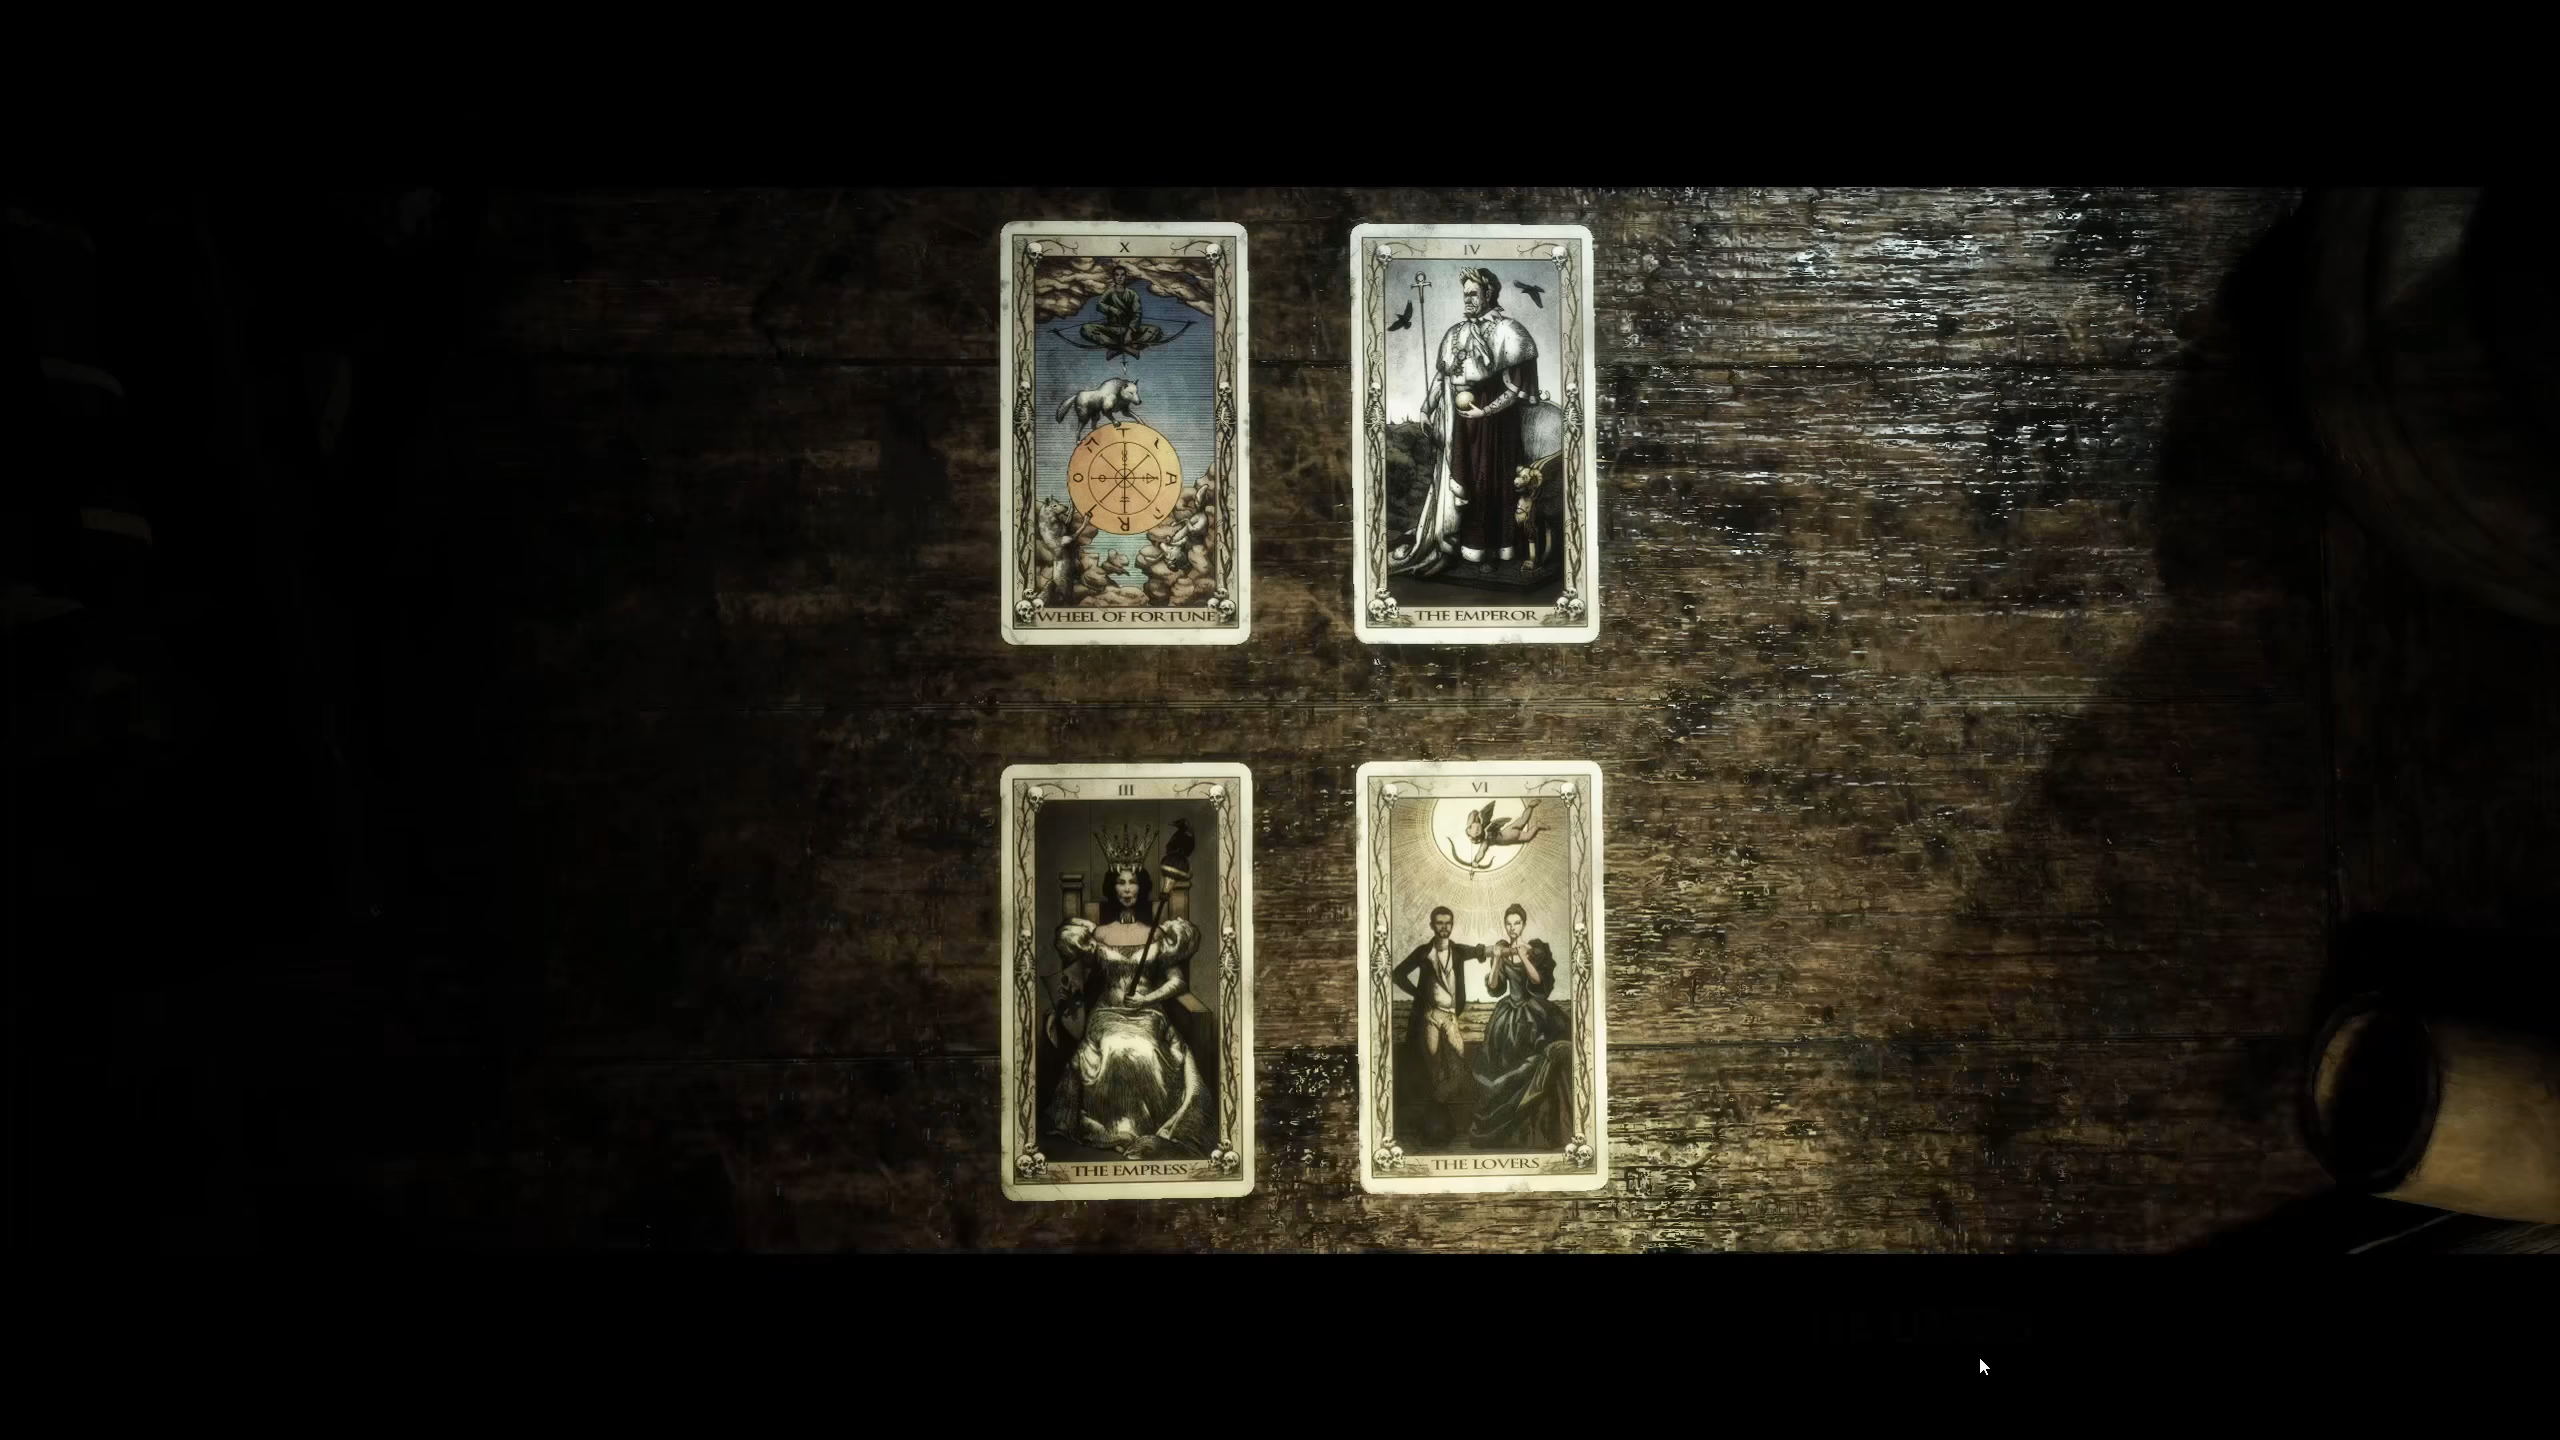 X
WHEEL OF FORTUNE
IV
THE EMPEROR
III
THE EMPRESS
VI
THE LOVERS